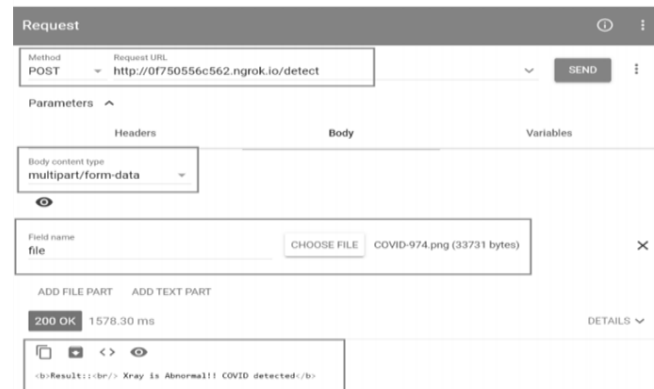 Request
Method
Request URL
POST
http://0f750556c562.ngrok.io/detect
SEND
Parameters
Headers
Body
Variables
Body content type
multipart/form-data
Field name
file
CHOOSE FILE
COVID-974.png (33731 bytes)
ADD FILE PART
ADD TEXT PART
200 OK
1578.30 ms
DETAILS
<b>Result::<br/> Xray is Abnormal!! COVID detected</b>